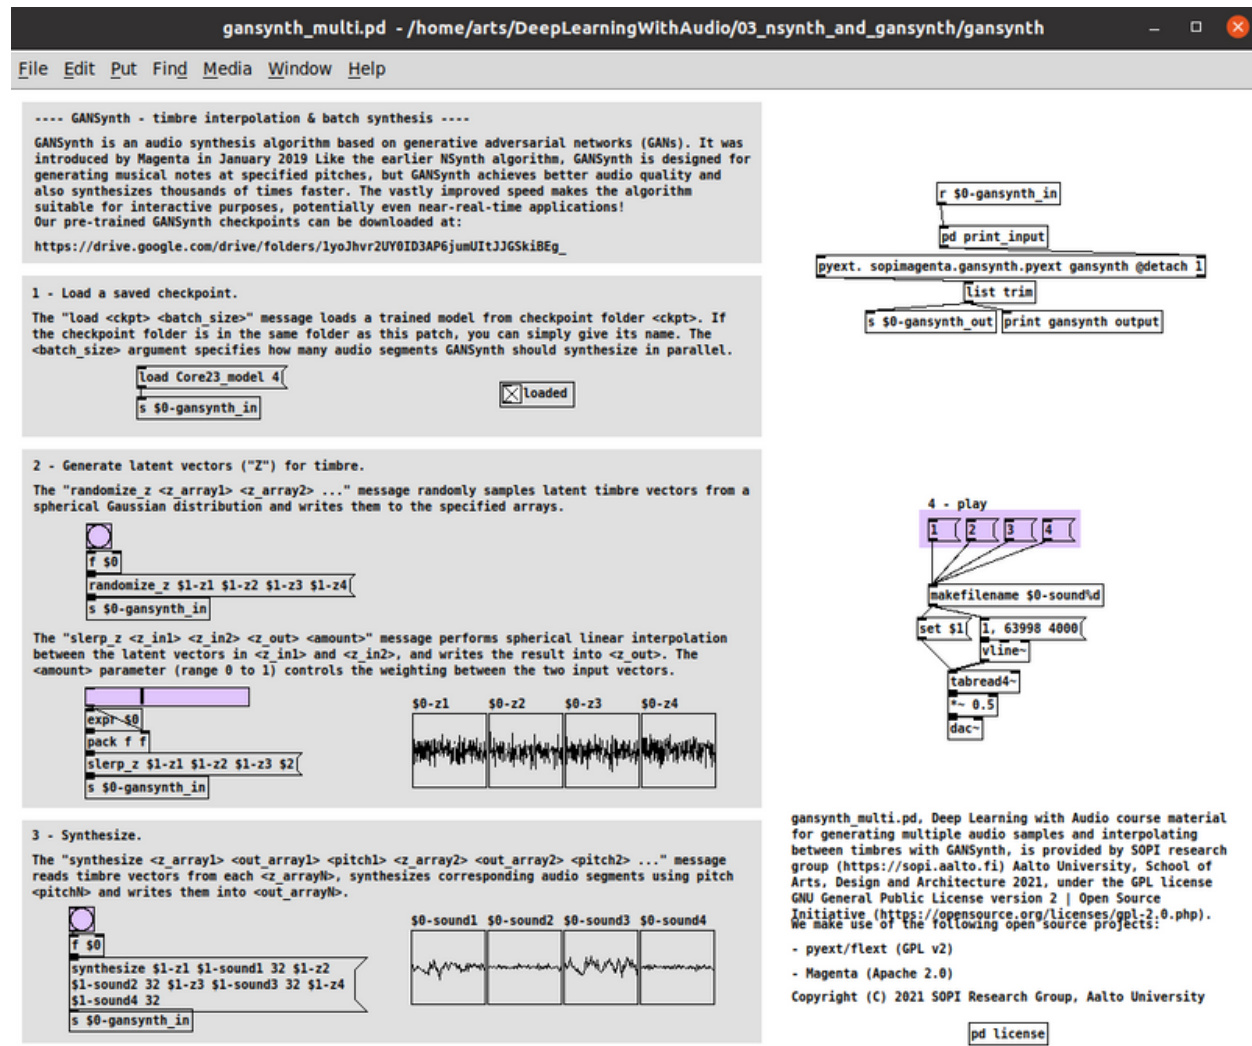 gansynth_multi.pd - /home/arts/DeepLearningWithAudio/03_nsynth_and_gansynth/gansynth
File Edit Put Find Media Window Help
---- GANSynth - timbre interpolation & batch synthesis ----
GANSynth is an audio synthesis algorithm based on generative adversarial networks (GANs). It was
introduced by Magenta in January 2019 Like the earlier NSynth algorithm, GANSynth is designed for
generating musical notes at specified pitches, but GANSynth achieves better audio quality and
also synthesizes thousands of times faster. The vastly improved speed makes the algorithm
suitable for interactive purposes, potentially even near-real-time applications!
Our pre-trained GANSynth checkpoints can be downloaded at:
https://drive.google.com/drive/folders/1yoJhvr2UY0ID3AP6jumUItJJGSkiBEg_
1 - Load a saved checkpoint.
The "load <ckpt> <batch_size>" message loads a trained model from checkpoint folder <ckpt>. If
the checkpoint folder is in the same folder as this patch, you can simply give its name. The
<batch_size> argument specifies how many audio segments GANSynth should synthesize in parallel.
load Core23_model 4
s $0-gansynth_in
loaded
2 - Generate latent vectors ("Z") for timbre.
The "randomize_z <z_array1> <z_array2> ..." message randomly samples latent timbre vectors from a
spherical Gaussian distribution and writes them to the specified arrays.
f $0
randomize_z $1-z1 $1-z2 $1-z3 $1-z4
s $0-gansynth_in
The "slerp_z <z_in1> <z_in2> <z_out> <amount>" message performs spherical linear interpolation
between the latent vectors in <z_in1> and <z_in2>, and writes the result into <z_out>. The
<amount> parameter (range 0 to 1) controls the weighting between the two input vectors.
expr $0
pack f f
slerp_z $1-z1 $1-z2 $1-z3 $2
s $0-gansynth_in
$0-z1 $0-z2 $0-z3 $0-z4
3 - Synthesize.
The "synthesize <z_array1> <out_array1> <pitch1> <z_array2> <out_array2> <pitch2> ..." message
reads timbre vectors from each <z_arrayN>, synthesizes corresponding audio segments using pitch
<pitchN> and writes them into <out_arrayN>.
f $0
synthesize $1-z1 $1-sound1 32 $1-z2
$1-sound2 32 $1-z3 $1-sound3 32 $1-z4
$1-sound4 32
s $0-gansynth_in
$0-sound1 $0-sound2 $0-sound3 $0-sound4
r $0-gansynth_in
pd print_input
pyext. sopimagenta.gansynth.pyext gansynth @detach 1
list trim
s $0-gansynth_out
print gansynth output
4 - play
1 2 3 4
makefilename $0-sound%d
set $1
1, 63998 4000
vline~
tabread4~
*~ 0.5
dac~
gansynth_multi.pd, Deep Learning with Audio course material
for generating multiple audio samples and interpolating
between timbres with GANSynth, is provided by SOPI research
group (https://sopi.aalto.fi) Aalto University, School of
Arts, Design and Architecture 2021, under the GPL license
GNU General Public License version 2 | Open Source
Initiative (https://opensource.org/licenses/gpl-2.0.php).
We make use of the following open source projects:
- pyext/flext (GPL v2)
- Magenta (Apache 2.0)
Copyright (C) 2021 SOPI Research Group, Aalto University
pd license